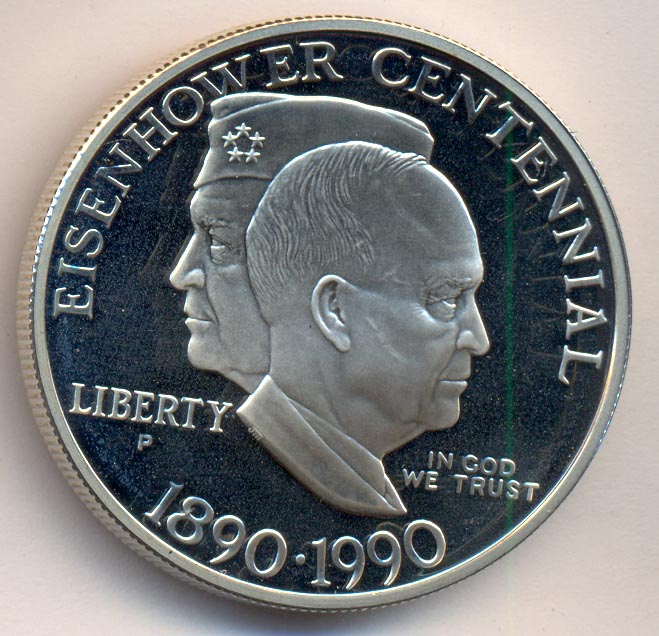 EISENHOWER CENTENNIAL
LIBERTY
P
IN GOD
WE TRUST
1890·1990